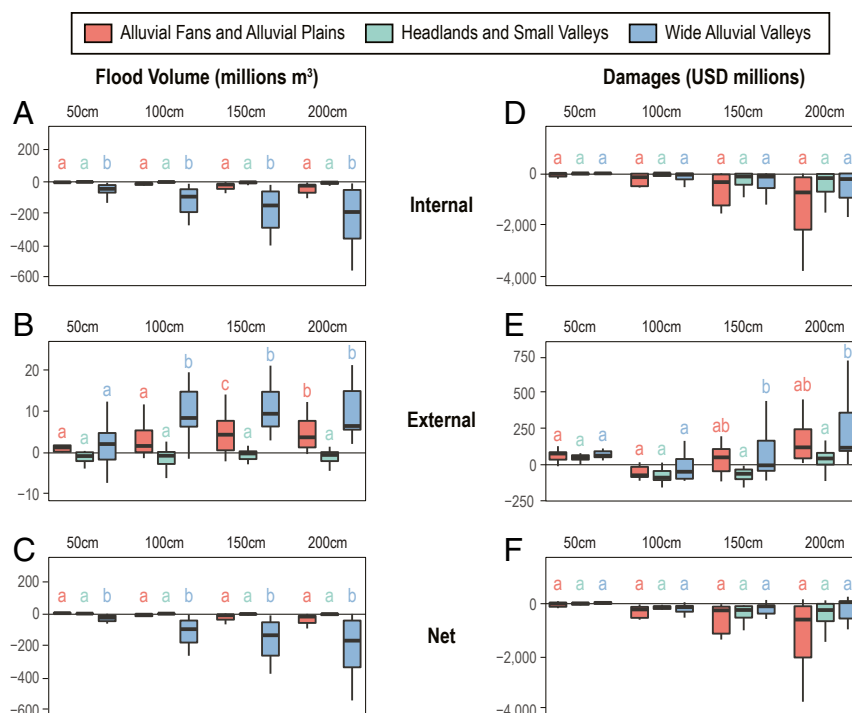 Alluvial Fans and Alluvial Plains Headlands and Small Valleys Wide Alluvial Valleys
Flood Volume (millions m³) Damages (USD millions)
A
50cm 100cm 150cm 200cm
a a b a a b a a b a a b
200
0
−200
−400
−600
Internal
D
50cm 100cm 150cm 200cm
a a a a a a a a a a a a
0
−2,000
−4,000
B
50cm 100cm 150cm 200cm
a a a a a b c a b b a b
20
10
0
−10
External
E
50cm 100cm 150cm 200cm
a a a a a a ab a b ab a b
750
500
250
0
−250
C
50cm 100cm 150cm 200cm
a a b a a b a a b a a b
200
0
−200
−400
−600
Net
F
50cm 100cm 150cm 200cm
a a a a a a a a a a a a
0
−2,000
−4,000